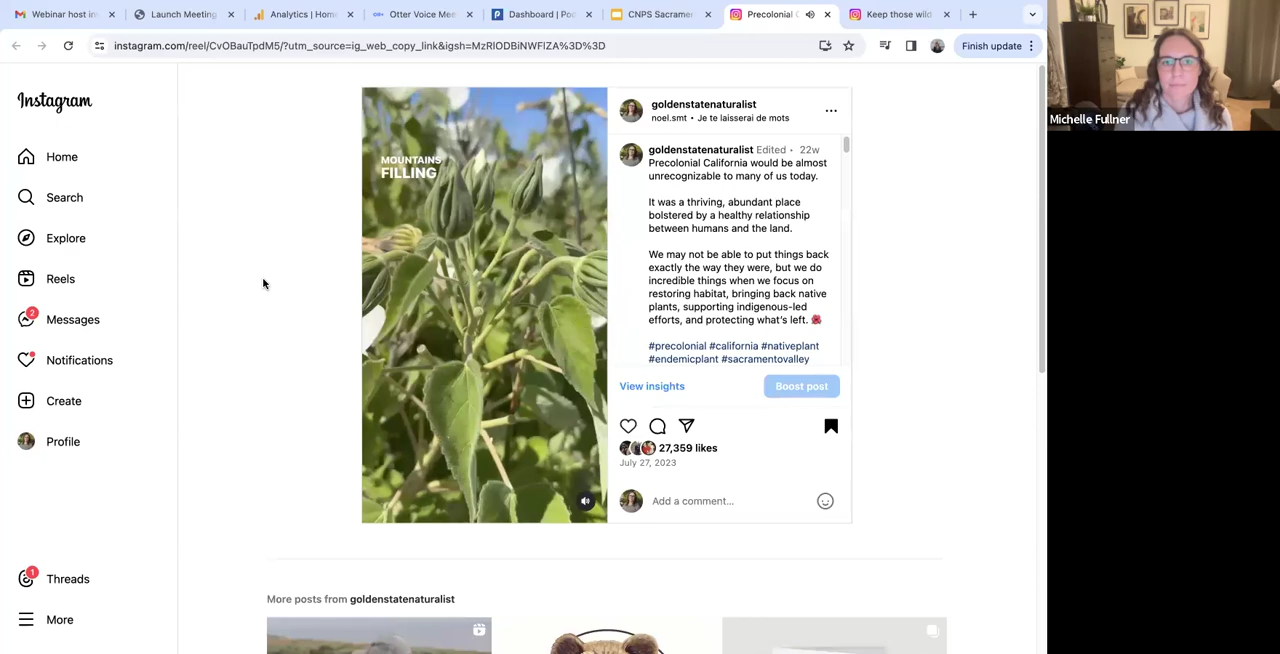 Webinar host in
Launch Meeting
Analytics | Hom
Otter Voice Mee
Dashboard | Po
CNPS Sacrame
Precolonial C
Keep those wild
instagram.com/reel/CvOBauTpdM5/?utm_source=ig_web_copy_link&igsh=MzRlODBiNWFlZA%3D%3D
Finish update
Instagram
Home
Search
Explore
Reels
2
Messages
Notifications
Create
Profile
1
Threads
More
MOUNTAINS
FILLING
goldenstatenaturalist
noel.smt • Je te laisserai de mots
goldenstatenaturalist Edited • 22w
Precolonial California would be almost
unrecognizable to many of us today.
It was a thriving, abundant place
bolstered by a healthy relationship
between humans and the land.
We may not be able to put things back
exactly the way they were, but we do
incredible things when we focus on
restoring habitat, bringing back native
plants, supporting indigenous-led
efforts, and protecting what's left. 🌺
#precolonial #california #nativeplant
#endemicplant #sacramentovalley
View insights
Boost post
27,359 likes
July 27, 2023
Add a comment...
More posts from goldenstatenaturalist
Michelle Fullner